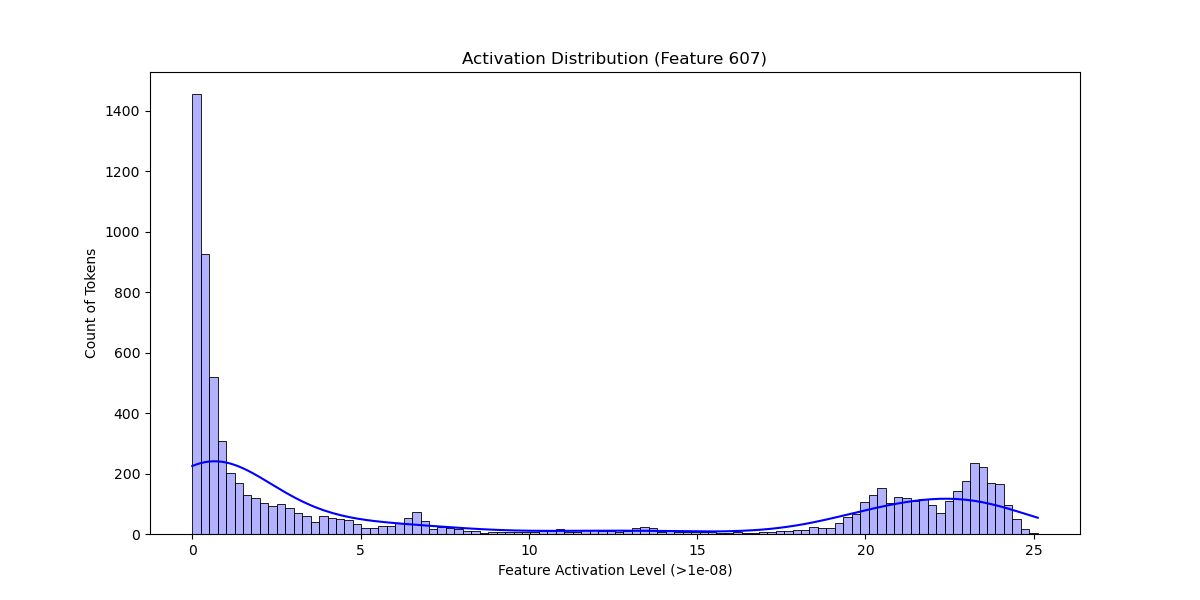 Activation Distribution (Feature 607)
1400
1200
1000
800
600
400
200
0
Count of Tokens
0 5 10 15 20 25
Feature Activation Level (>1e-08)